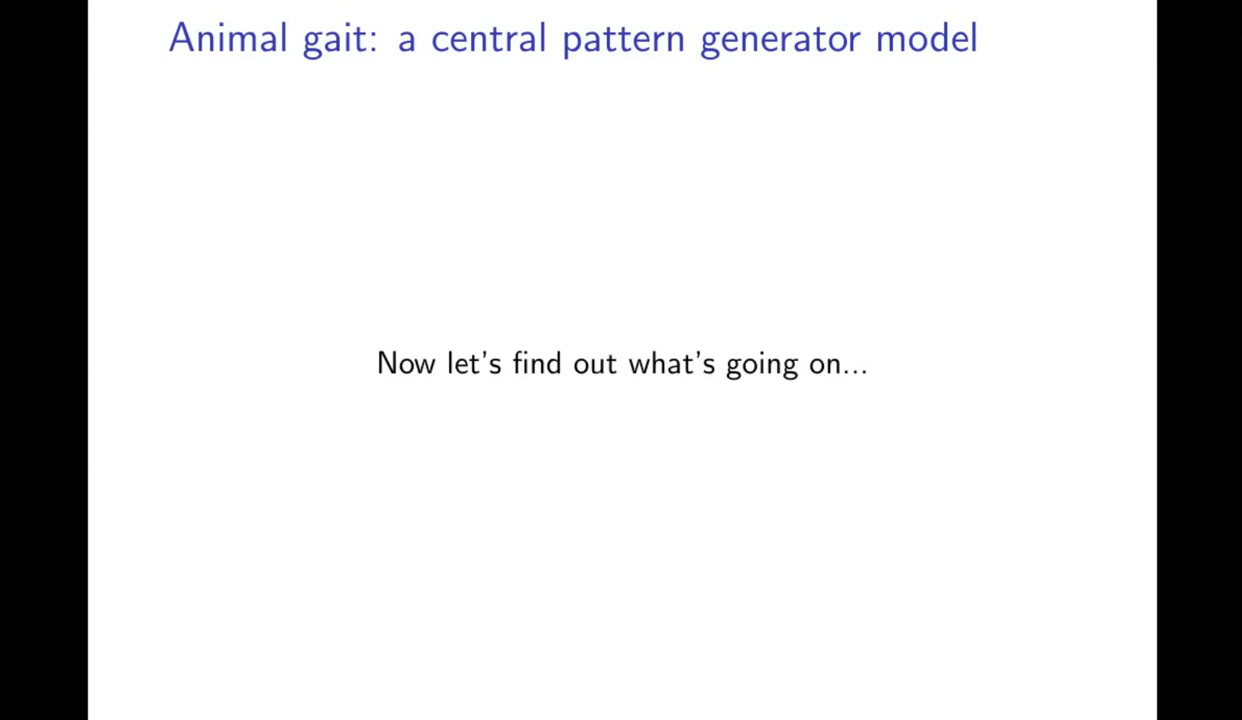 Animal gait: a central pattern generator model
Now let's find out what's going on...